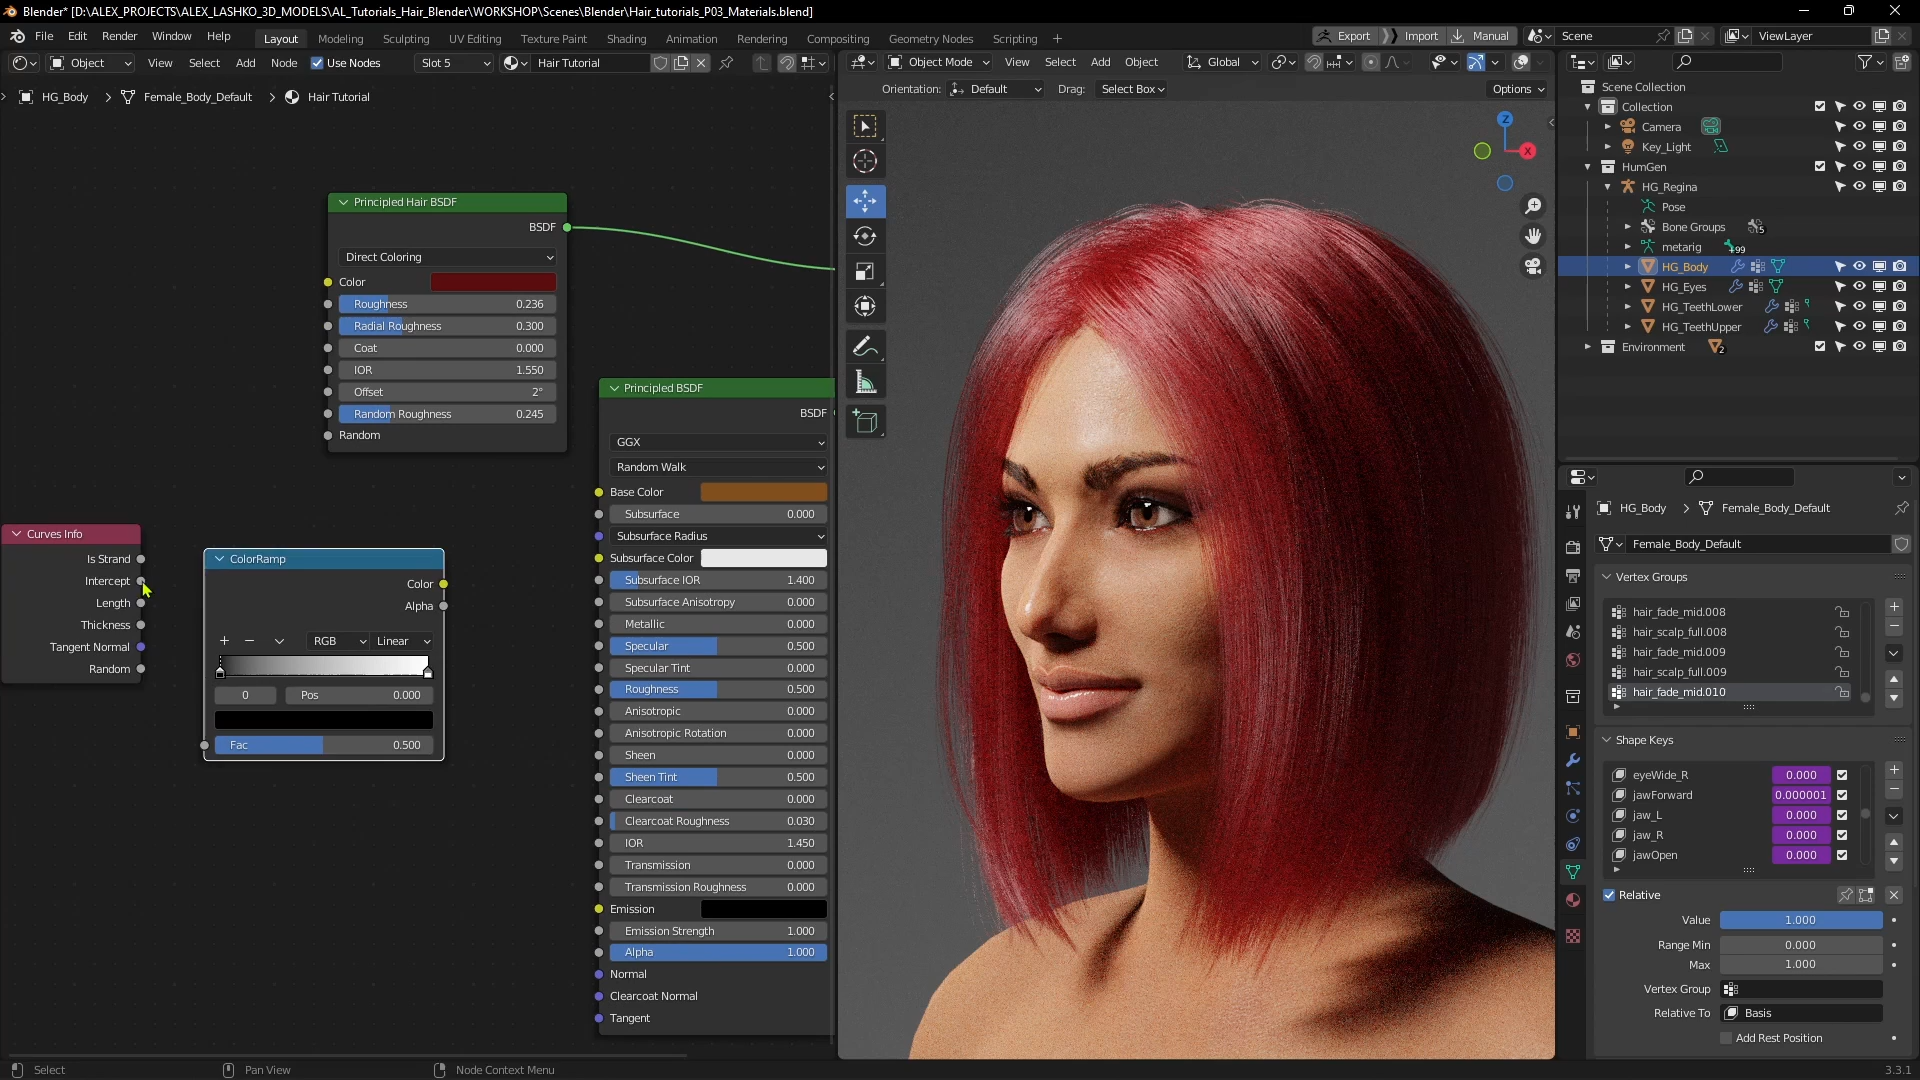 Blender* [D:\ALEX_PROJECTS\ALEX_LASHKO_3D_MODELS\AL_Tutorials_Hair_Blender\WORKSHOP\Scenes\Blender\Hair_tutorials_P03_Materials.blend]
File Edit Render Window Help Layout Modeling Sculpting UV Editing Texture Paint Shading Animation Rendering Compositing Geometry Nodes Scripting + Export Import Manual Scene ViewLayer
Object View Select Add Node Use Nodes Slot 5 Hair Tutorial
HG_Body > Female_Body_Default > Hair Tutorial
Principled Hair BSDF
BSDF
Direct Coloring
Color
Roughness 0.236
Radial Roughness 0.300
Coat 0.000
IOR 1.550
Offset 2°
Random Roughness 0.245
Random
Curves Info
Is Strand
Intercept
Length
Thickness
Tangent Normal
Random
ColorRamp
Color
Alpha
RGB Linear
0 Pos 0.000
Fac 0.500
Principled BSDF
BSDF
GGX
Random Walk
Base Color
Subsurface 0.000
Subsurface Radius
Subsurface Color
Subsurface IOR 1.400
Subsurface Anisotropy 0.000
Metallic 0.000
Specular 0.500
Specular Tint 0.000
Roughness 0.500
Anisotropic 0.000
Anisotropic Rotation 0.000
Sheen 0.000
Sheen Tint 0.500
Clearcoat 0.000
Clearcoat Roughness 0.030
IOR 1.450
Transmission 0.000
Transmission Roughness 0.000
Emission
Emission Strength 1.000
Alpha 1.000
Normal
Clearcoat Normal
Tangent
Object Mode View Select Add Object Global
Orientation: Default Drag: Select Box Options
Z
X
Scene Collection
Collection
Camera
Key_Light
HumGen
HG_Regina
Pose
Bone Groups 5
metarig 99
HG_Body
HG_Eyes
HG_TeethLower
HG_TeethUpper
Environment 2
HG_Body > Female_Body_Default
Female_Body_Default
Vertex Groups
hair_fade_mid.008
hair_scalp_full.008
hair_fade_mid.009
hair_scalp_full.009
hair_fade_mid.010
Shape Keys
eyeWide_R 0.000
jawForward 0.000001
jaw_L 0.000
jaw_R 0.000
jawOpen 0.000
Relative
Value 1.000
Range Min 0.000
Max 1.000
Vertex Group
Relative To Basis
Add Rest Position
Select Pan View Node Context Menu 3.3.1